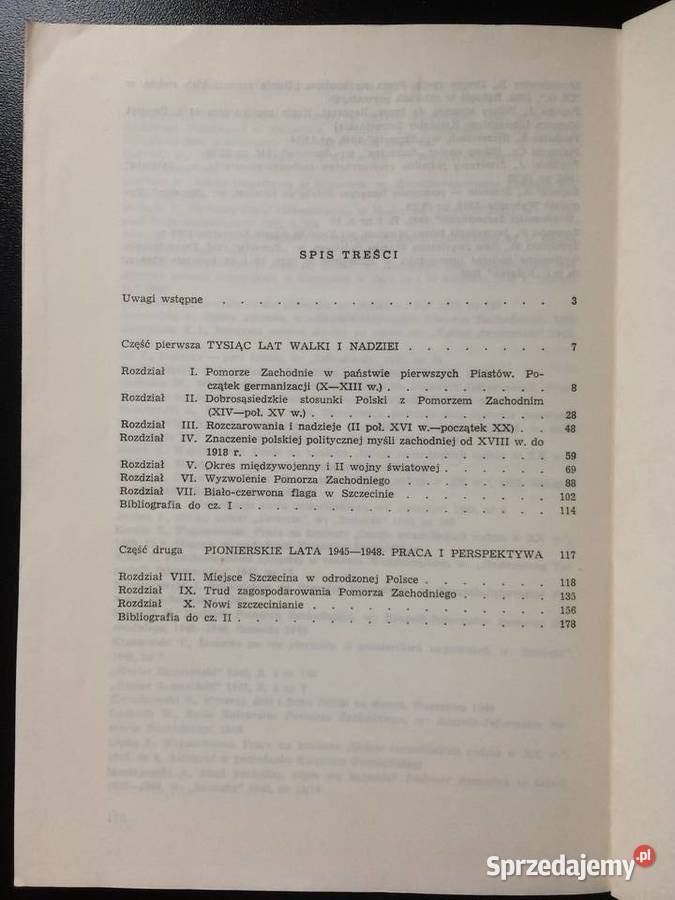 SPIS TREŚCI
Uwagi wstępne . . . . . . . . . . . . . . . . . 3
Część pierwsza TYSIĄC LAT WALKI I NADZIEI . . . . . . . . 7
Rozdział I. Pomorze Zachodnie w państwie pierwszych Piastów. Po-
czątek germanizacji (X—XIII w.) . . . . . . . . 8
Rozdział II. Dobrosąsiedzkie stosunki Polski z Pomorzem Zachodnim
(XIV—poł. XV w.) . . . . . . . . . . . . . 28
Rozdział III. Rozczarowania i nadzieje (II poł. XVI w.—początek XX) . . 48
Rozdział IV. Znaczenie polskiej politycznej myśli zachodniej od XVIII w. do
1918 r. . . . . . . . . . . . . . . . . 59
Rozdział V. Okres międzywojenny i II wojny światowej . . . . . . 69
Rozdział VI. Wyzwolenie Pomorza Zachodniego . . . . . . . . 88
Rozdział VII. Biało-czerwona flaga w Szczecinie . . . . . . . . 102
Bibliografia do cz. I . . . . . . . . . . . . . . . . 114
Część druga PIONIERSKIE LATA 1945—1948. PRACA I PERSPEKTYWA 117
Rozdział VIII. Miejsce Szczecina w odrodzonej Polsce . . . . . . . 118
Rozdział IX. Trud zagospodarowania Pomorza Zachodniego . . . . . 135
Rozdział X. Nowi szczecinianie . . . . . . . . . . . . . 156
Bibliografia do cz. II . . . . . . . . . . . . . . . . 178
Sprzedajemy.pl